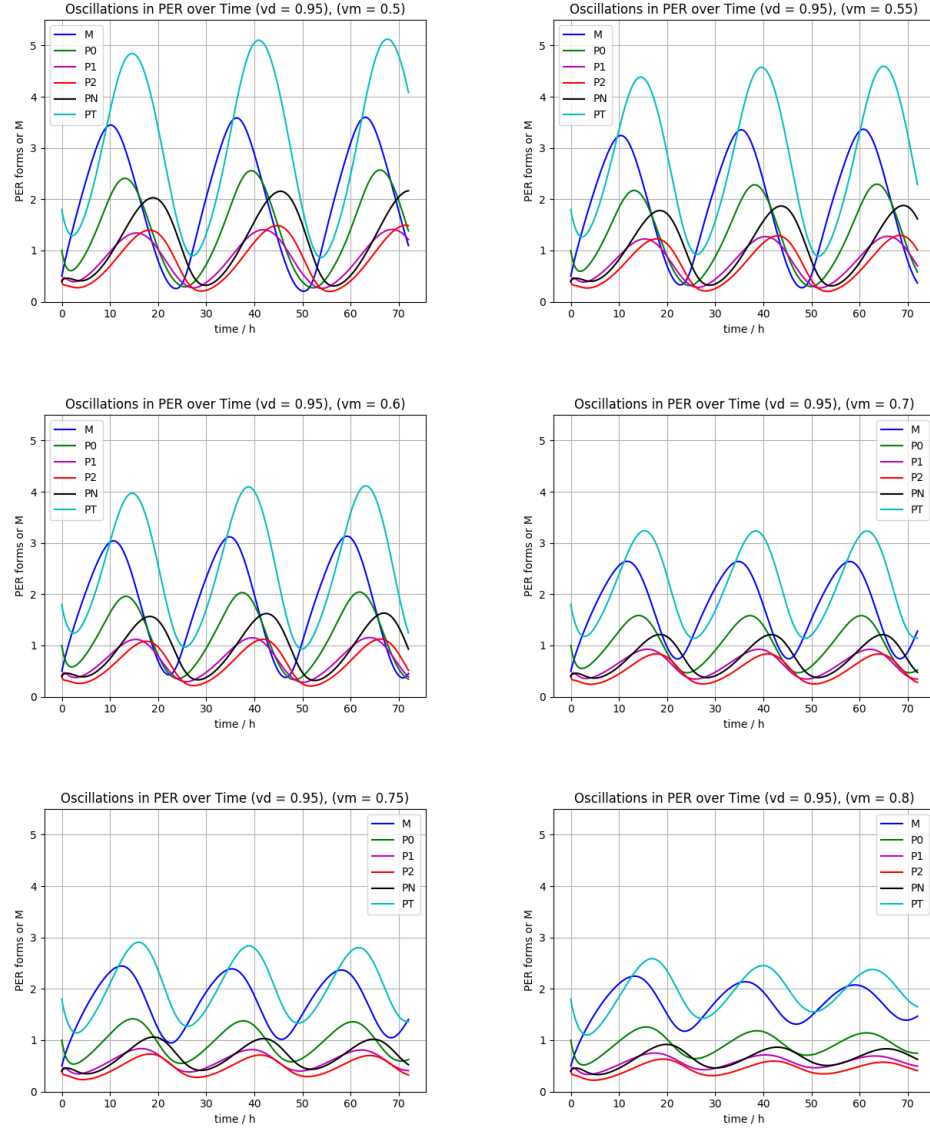 Oscillations in PER over Time (vd = 0.95), (vm = 0.5)
PER forms or M
5
4
3
2
1
0
M
P0
P1
P2
PN
PT
0 10 20 30 40 50 60 70
time / h
Oscillations in PER over Time (vd = 0.95), (vm = 0.55)
PER forms or M
5
4
3
2
1
0
M
P0
P1
P2
PN
PT
0 10 20 30 40 50 60 70
time / h
Oscillations in PER over Time (vd = 0.95), (vm = 0.6)
PER forms or M
5
4
3
2
1
0
M
P0
P1
P2
PN
PT
0 10 20 30 40 50 60 70
time / h
Oscillations in PER over Time (vd = 0.95), (vm = 0.7)
PER forms or M
5
4
3
2
1
0
M
P0
P1
P2
PN
PT
0 10 20 30 40 50 60 70
time / h
Oscillations in PER over Time (vd = 0.95), (vm = 0.75)
PER forms or M
5
4
3
2
1
0
M
P0
P1
P2
PN
PT
0 10 20 30 40 50 60 70
time / h
Oscillations in PER over Time (vd = 0.95), (vm = 0.8)
PER forms or M
5
4
3
2
1
0
M
P0
P1
P2
PN
PT
0 10 20 30 40 50 60 70
time / h